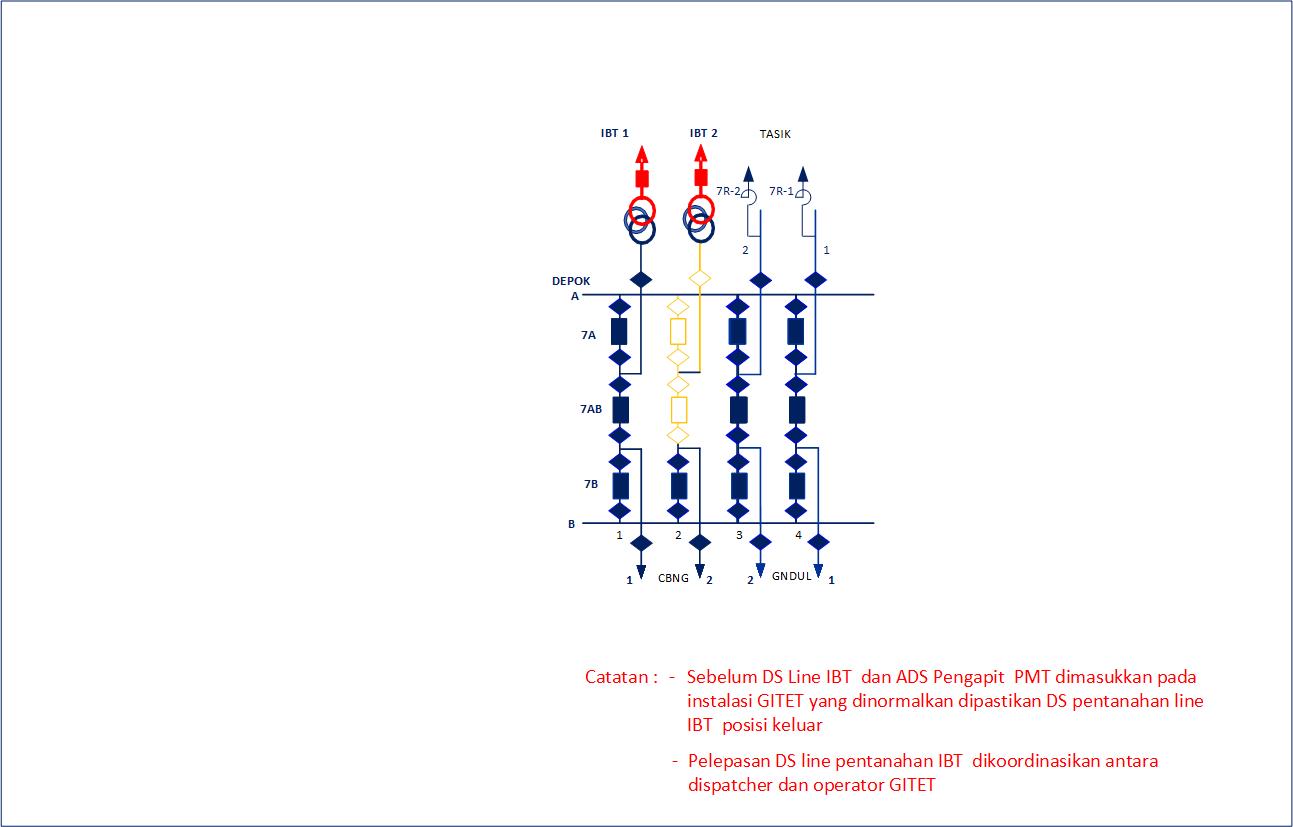 IBT 1 IBT 2 TASIK
7R-2 7R-1
2 1
DEPOK
A
7A
7AB
7B
B
1 2 3 4
1 CBNG 2 2 GNDUL 1
Catatan : - Sebelum DS Line IBT dan ADS Pengapit PMT dimasukkan pada
instalasi GITET yang dinormalkan dipastikan DS pentanahan line
IBT posisi keluar
- Pelepasan DS line pentanahan IBT dikoordinasikan antara
dispatcher dan operator GITET